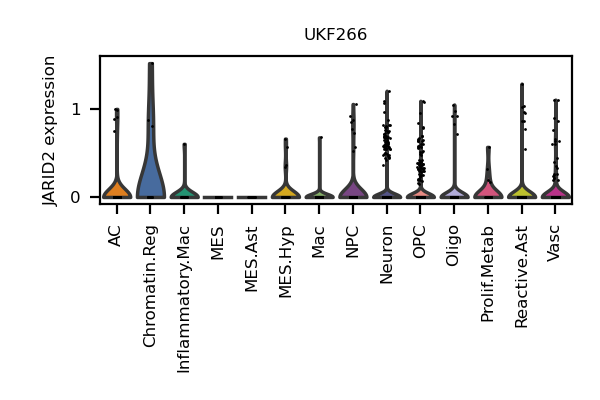 UKF266
JARID2 expression
1
0
AC
Chromatin.Reg
Inflammatory.Mac
MES
MES.Ast
MES.Hyp
Mac
NPC
Neuron
OPC
Oligo
Prolif.Metab
Reactive.Ast
Vasc